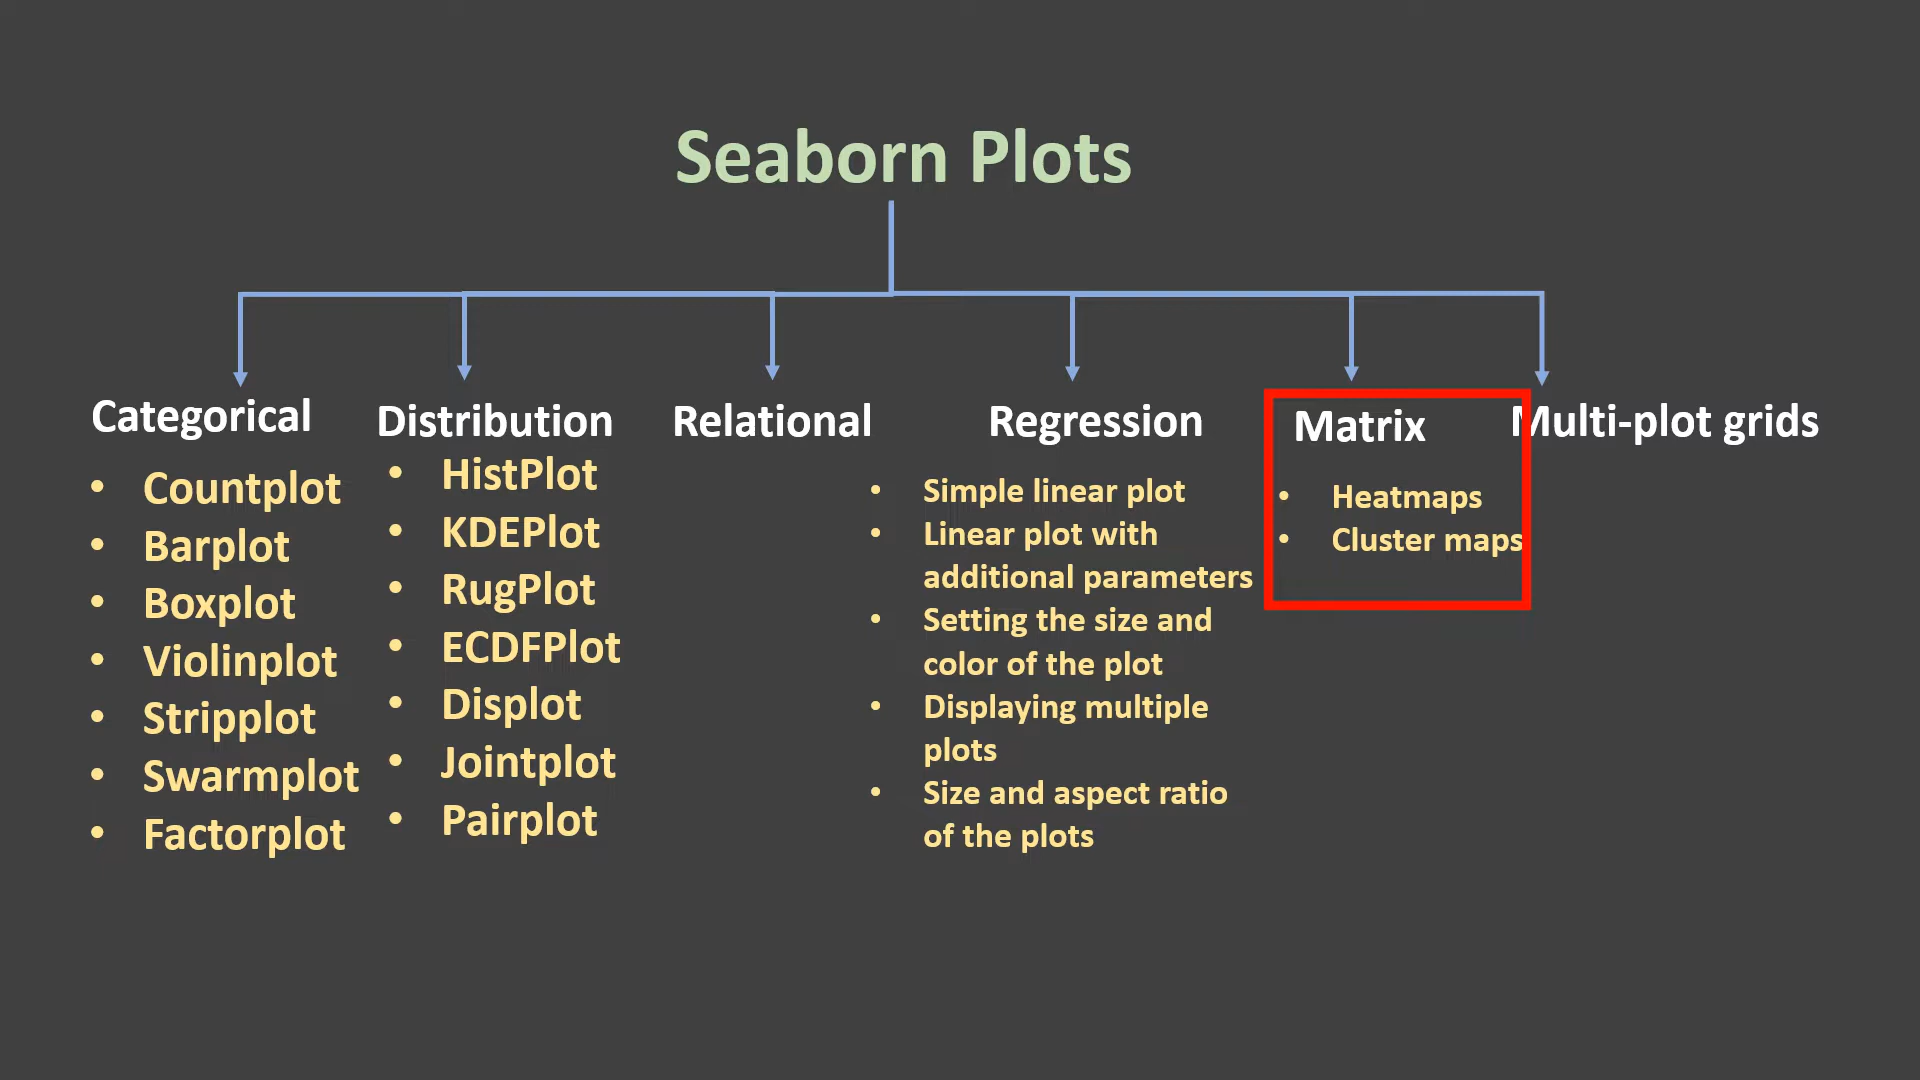 Seaborn Plots
Categorical
• Countplot
• Barplot
• Boxplot
• Violinplot
• Stripplot
• Swarmplot
• Factorplot
Distribution
• HistPlot
• KDEPlot
• RugPlot
• ECDFPlot
• Displot
• Jointplot
• Pairplot
Relational
Regression
• Simple linear plot
• Linear plot with
additional parameters
• Setting the size and
color of the plot
• Displaying multiple
plots
• Size and aspect ratio
of the plots
Matrix
• Heatmaps
• Cluster maps
Multi-plot grids